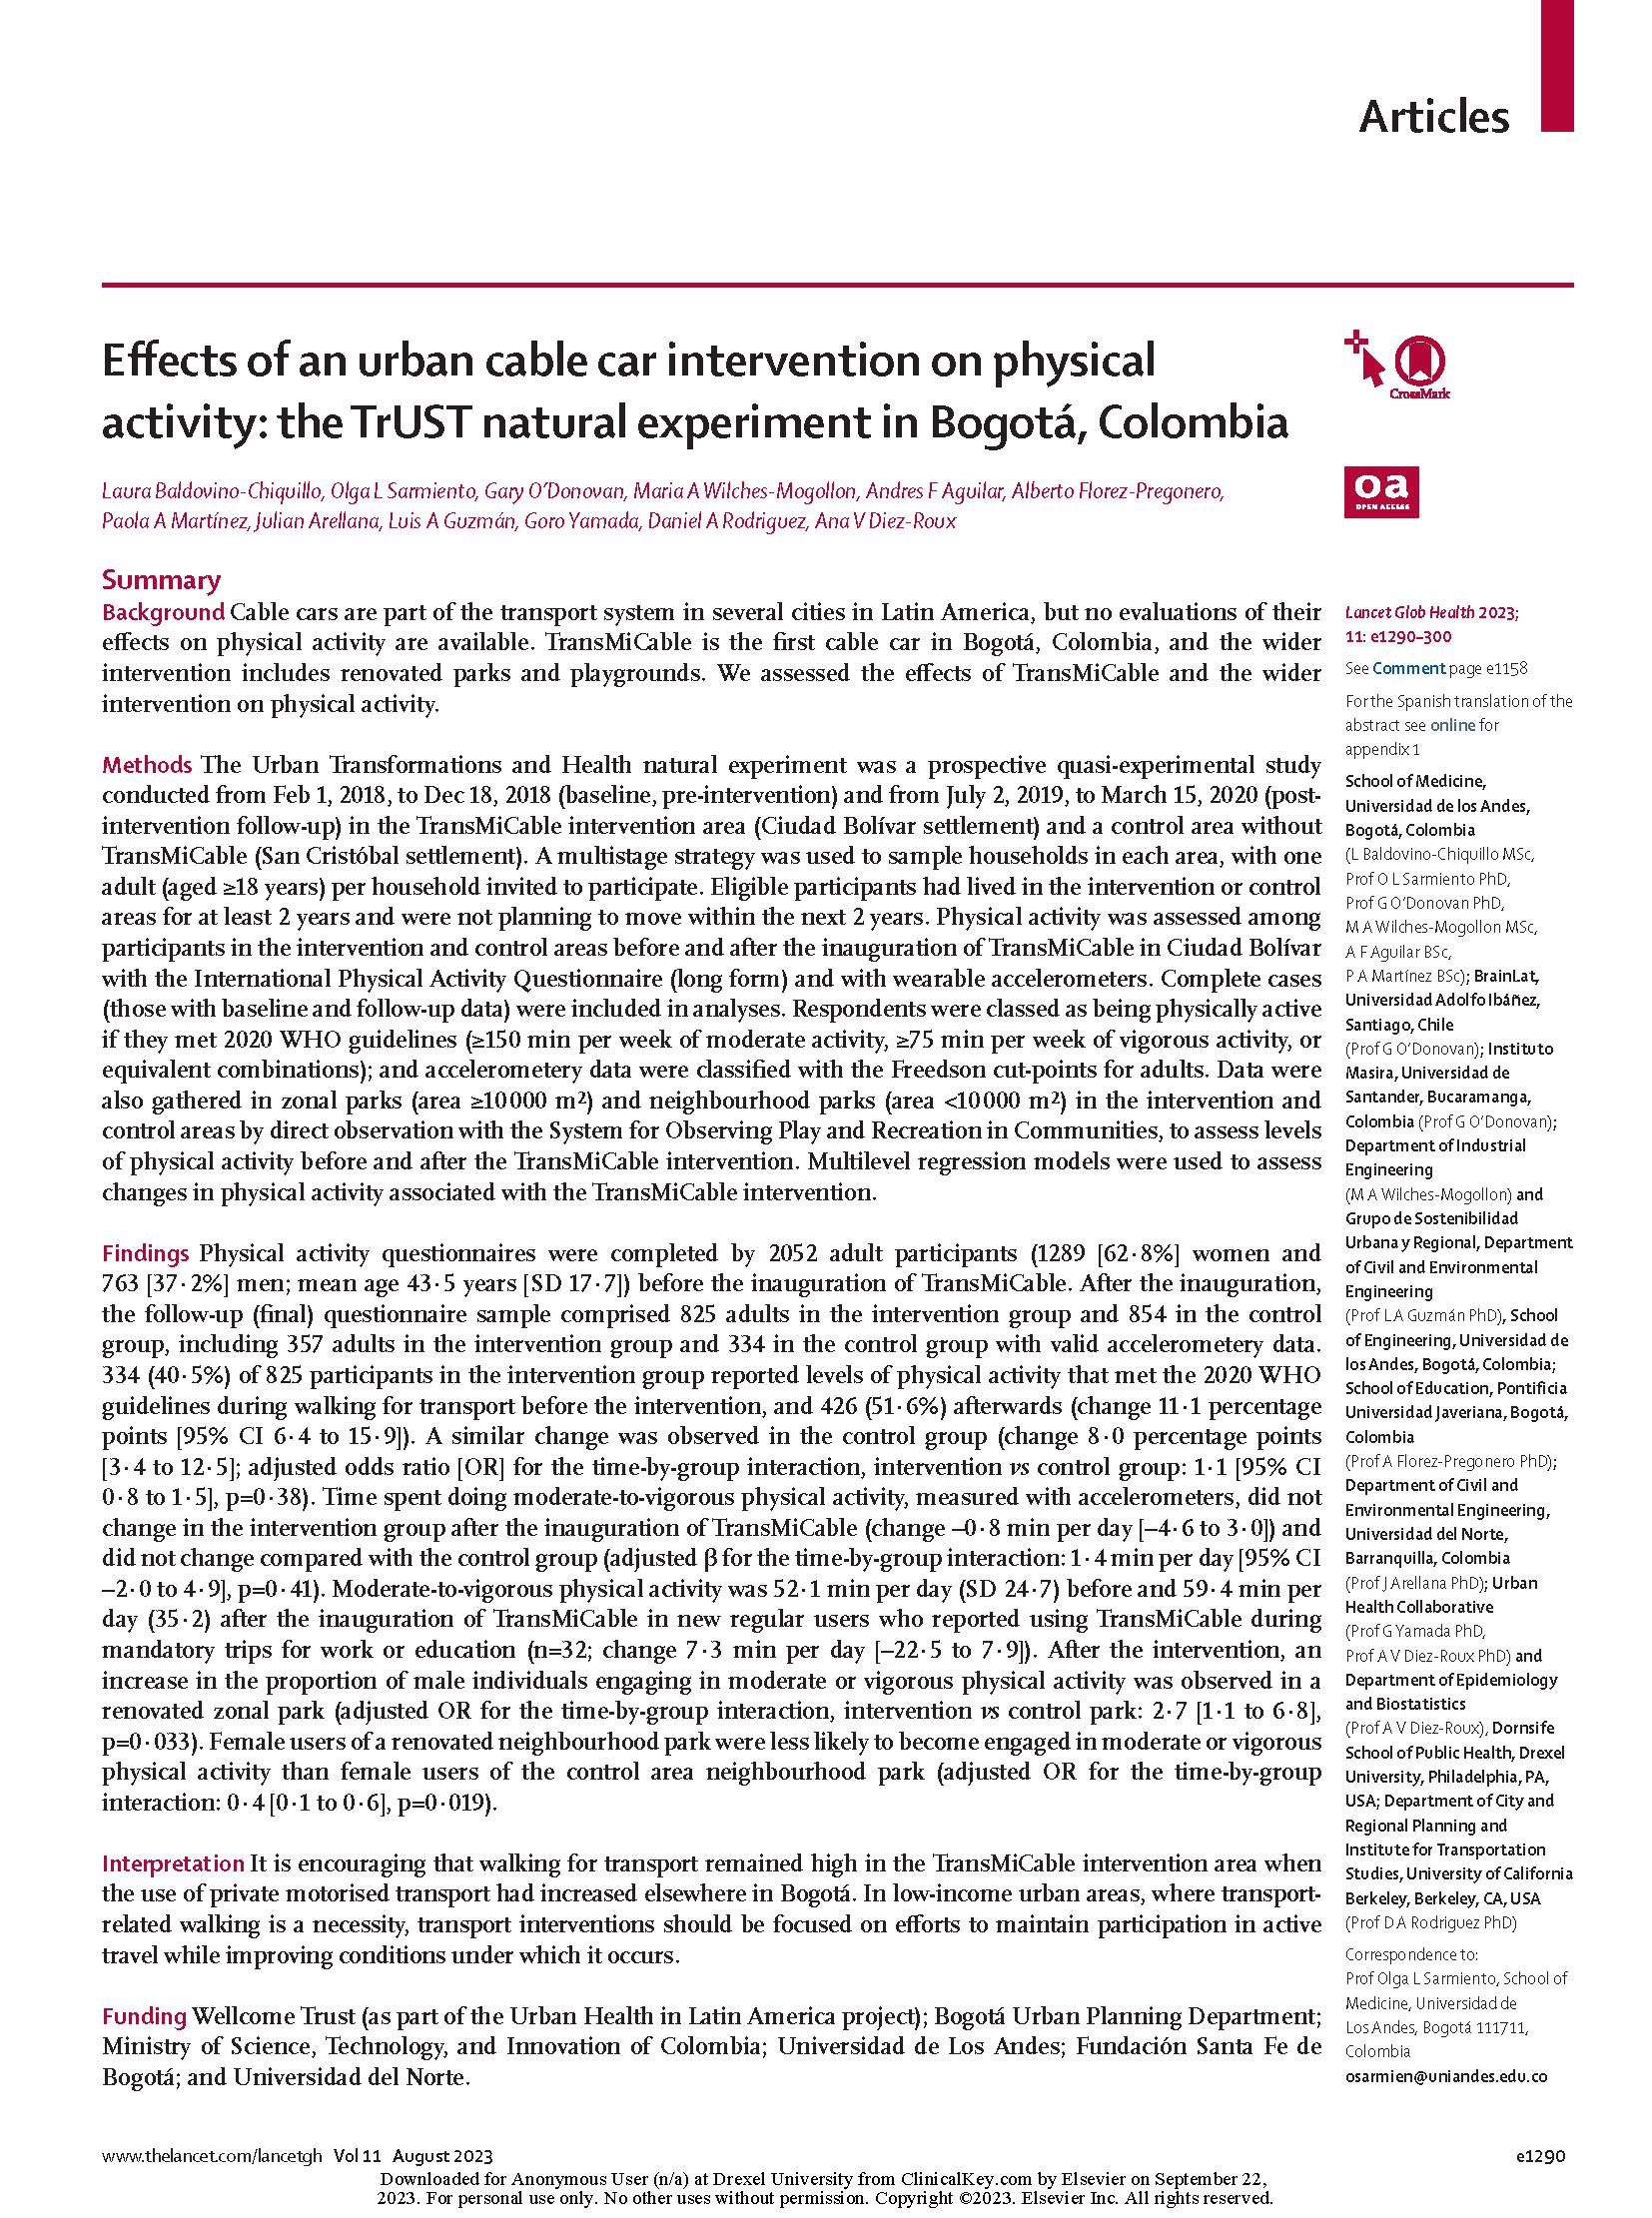 Articles
Effects of an urban cable car intervention on physical
activity: the TrUST natural experiment in Bogotá, Colombia
CrossMark
Laura Baldovino-Chiquillo, Olga L Sarmiento, Gary O’Donovan, Maria A Wilches-Mogollon, Andres F Aguilar, Alberto Florez-Pregonero,
Paola A Martínez, Julian Arellana, Luis A Guzmán, Goro Yamada, Daniel A Rodriguez, Ana V Diez-Roux
oa
OPEN ACCESS
Summary
Background Cable cars are part of the transport system in several cities in Latin America, but no evaluations of their
effects on physical activity are available. TransMiCable is the first cable car in Bogotá, Colombia, and the wider
intervention includes renovated parks and playgrounds. We assessed the effects of TransMiCable and the wider
intervention on physical activity.
Methods The Urban Transformations and Health natural experiment was a prospective quasi-experimental study
conducted from Feb 1, 2018, to Dec 18, 2018 (baseline, pre-intervention) and from July 2, 2019, to March 15, 2020 (post-
intervention follow-up) in the TransMiCable intervention area (Ciudad Bolívar settlement) and a control area without
TransMiCable (San Cristóbal settlement). A multistage strategy was used to sample households in each area, with one
adult (aged ≥18 years) per household invited to participate. Eligible participants had lived in the intervention or control
areas for at least 2 years and were not planning to move within the next 2 years. Physical activity was assessed among
participants in the intervention and control areas before and after the inauguration of TransMiCable in Ciudad Bolívar
with the International Physical Activity Questionnaire (long form) and with wearable accelerometers. Complete cases
(those with baseline and follow-up data) were included in analyses. Respondents were classed as being physically active
if they met 2020 WHO guidelines (≥150 min per week of moderate activity, ≥75 min per week of vigorous activity, or
equivalent combinations); and accelerometery data were classified with the Freedson cut-points for adults. Data were
also gathered in zonal parks (area ≥10 000 m²) and neighbourhood parks (area <10 000 m²) in the intervention and
control areas by direct observation with the System for Observing Play and Recreation in Communities, to assess levels
of physical activity before and after the TransMiCable intervention. Multilevel regression models were used to assess
changes in physical activity associated with the TransMiCable intervention.
Findings Physical activity questionnaires were completed by 2052 adult participants (1289 [62·8%] women and
763 [37·2%] men; mean age 43·5 years [SD 17·7]) before the inauguration of TransMiCable. After the inauguration,
the follow-up (final) questionnaire sample comprised 825 adults in the intervention group and 854 in the control
group, including 357 adults in the intervention group and 334 in the control group with valid accelerometery data.
334 (40·5%) of 825 participants in the intervention group reported levels of physical activity that met the 2020 WHO
guidelines during walking for transport before the intervention, and 426 (51·6%) afterwards (change 11·1 percentage
points [95% CI 6·4 to 15·9]). A similar change was observed in the control group (change 8·0 percentage points
[3·4 to 12·5]; adjusted odds ratio [OR] for the time-by-group interaction, intervention vs control group: 1·1 [95% CI
0·8 to 1·5], p=0·38). Time spent doing moderate-to-vigorous physical activity, measured with accelerometers, did not
change in the intervention group after the inauguration of TransMiCable (change –0·8 min per day [–4·6 to 3·0]) and
did not change compared with the control group (adjusted β for the time-by-group interaction: 1·4 min per day [95% CI
–2·0 to 4·9], p=0·41). Moderate-to-vigorous physical activity was 52·1 min per day (SD 24·7) before and 59·4 min per
day (35·2) after the inauguration of TransMiCable in new regular users who reported using TransMiCable during
mandatory trips for work or education (n=32; change 7·3 min per day [–22·5 to 7·9]). After the intervention, an
increase in the proportion of male individuals engaging in moderate or vigorous physical activity was observed in a
renovated zonal park (adjusted OR for the time-by-group interaction, intervention vs control park: 2·7 [1·1 to 6·8],
p=0·033). Female users of a renovated neighbourhood park were less likely to become engaged in moderate or vigorous
physical activity than female users of the control area neighbourhood park (adjusted OR for the time-by-group
interaction: 0·4 [0·1 to 0·6], p=0·019).
Interpretation It is encouraging that walking for transport remained high in the TransMiCable intervention area when
the use of private motorised transport had increased elsewhere in Bogotá. In low-income urban areas, where transport-
related walking is a necessity, transport interventions should be focused on efforts to maintain participation in active
travel while improving conditions under which it occurs.
Funding Wellcome Trust (as part of the Urban Health in Latin America project); Bogotá Urban Planning Department;
Ministry of Science, Technology, and Innovation of Colombia; Universidad de Los Andes; Fundación Santa Fe de
Bogotá; and Universidad del Norte.
Lancet Glob Health 2023;
11: e1290–300
See Comment page e1158
For the Spanish translation of the
abstract see online for
appendix 1
School of Medicine,
Universidad de los Andes,
Bogotá, Colombia
(L Baldovino-Chiquillo MSc,
Prof O L Sarmiento PhD,
Prof G O’Donovan PhD,
M A Wilches-Mogollon MSc,
A F Aguilar BSc,
P A Martínez BSc); BrainLat,
Universidad Adolfo Ibáñez,
Santiago, Chile
(Prof G O’Donovan); Instituto
Masira, Universidad de
Santander, Bucaramanga,
Colombia (Prof G O’Donovan);
Department of Industrial
Engineering
(M A Wilches-Mogollon) and
Grupo de Sostenibilidad
Urbana y Regional, Department
of Civil and Environmental
Engineering
(Prof L A Guzmán PhD), School
of Engineering, Universidad de
los Andes, Bogotá, Colombia;
School of Education, Pontificia
Universidad Javeriana, Bogotá,
Colombia
(Prof A Florez-Pregonero PhD);
Department of Civil and
Environmental Engineering,
Universidad del Norte,
Barranquilla, Colombia
(Prof J Arellana PhD); Urban
Health Collaborative
(Prof G Yamada PhD,
Prof A V Diez-Roux PhD) and
Department of Epidemiology
and Biostatistics
(Prof A V Diez-Roux), Dornsife
School of Public Health, Drexel
University, Philadelphia, PA,
USA; Department of City and
Regional Planning and
Institute for Transportation
Studies, University of California
Berkeley, Berkeley, CA, USA
(Prof D A Rodriguez PhD)
Correspondence to:
Prof Olga L Sarmiento, School of
Medicine, Universidad de
Los Andes, Bogotá 111711,
Colombia
osarmien@uniandes.edu.co
www.thelancet.com/lancetgh Vol 11 August 2023
e1290
Downloaded for Anonymous User (n/a) at Drexel University from ClinicalKey.com by Elsevier on September 22,
2023. For personal use only. No other uses without permission. Copyright ©2023. Elsevier Inc. All rights reserved.